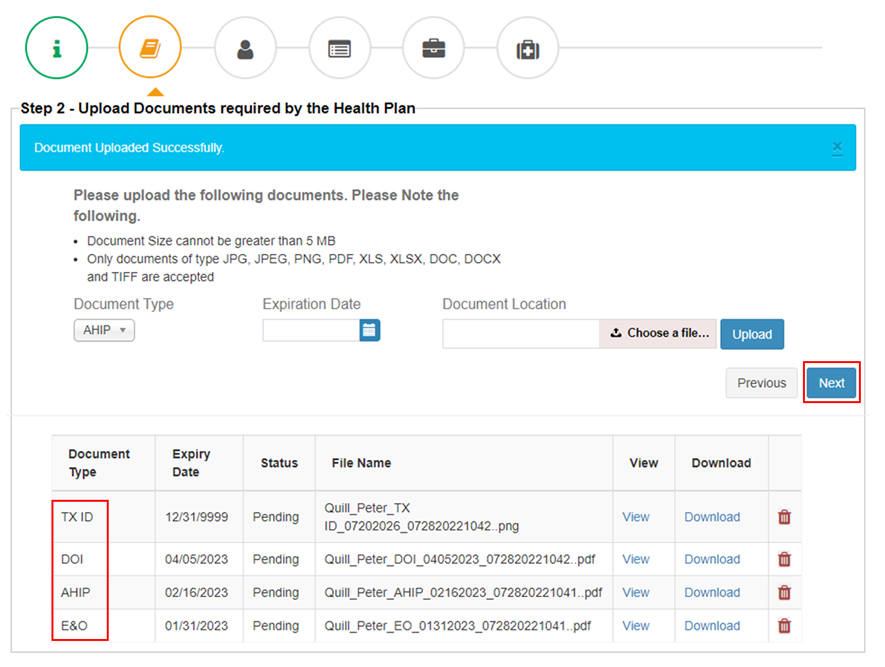 Step 2 - Upload Documents required by the Health Plan
Document Uploaded Successfully.
×
Please upload the following documents. Please Note the
following.
• Document Size cannot be greater than 5 MB
• Only documents of type JPG, JPEG, PNG, PDF, XLS, XLSX, DOC, DOCX
and TIFF are accepted
Document Type Expiration Date Document Location
AHIP Choose a file... Upload
Previous Next
Document Type Expiry Date Status File Name View Download
TX ID 12/31/9999 Pending Quill_Peter_TX
ID_07202026_072820221042..png View Download
DOI 04/05/2023 Pending Quill_Peter_DOI_04052023_072820221042..pdf View Download
AHIP 02/16/2023 Pending Quill_Peter_AHIP_02162023_072820221041..pdf View Download
E&O 01/31/2023 Pending Quill_Peter_EO_01312023_072820221041..pdf View Download